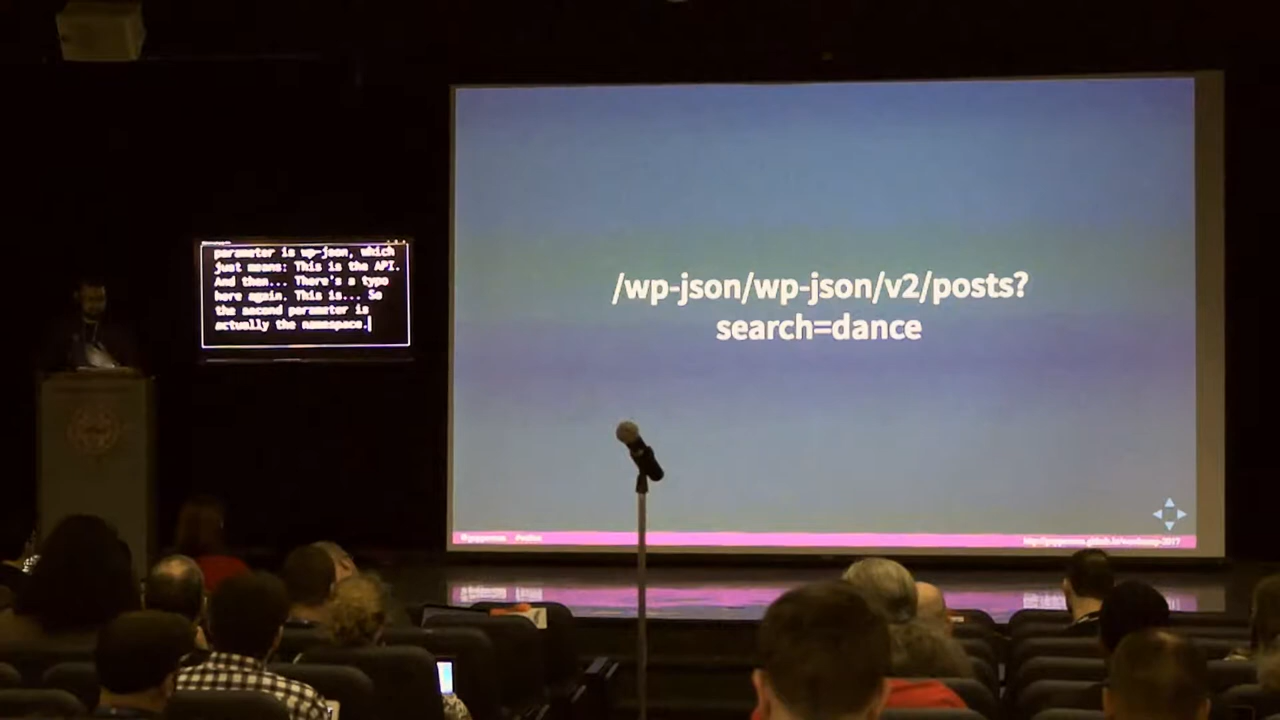 parameter is wp-json, which
just means: This is the API.
And then... There's a typo
here again. This is... So
the second parameter is
actually the namespace.
/wp-json/wp-json/v2/posts?
search=dance